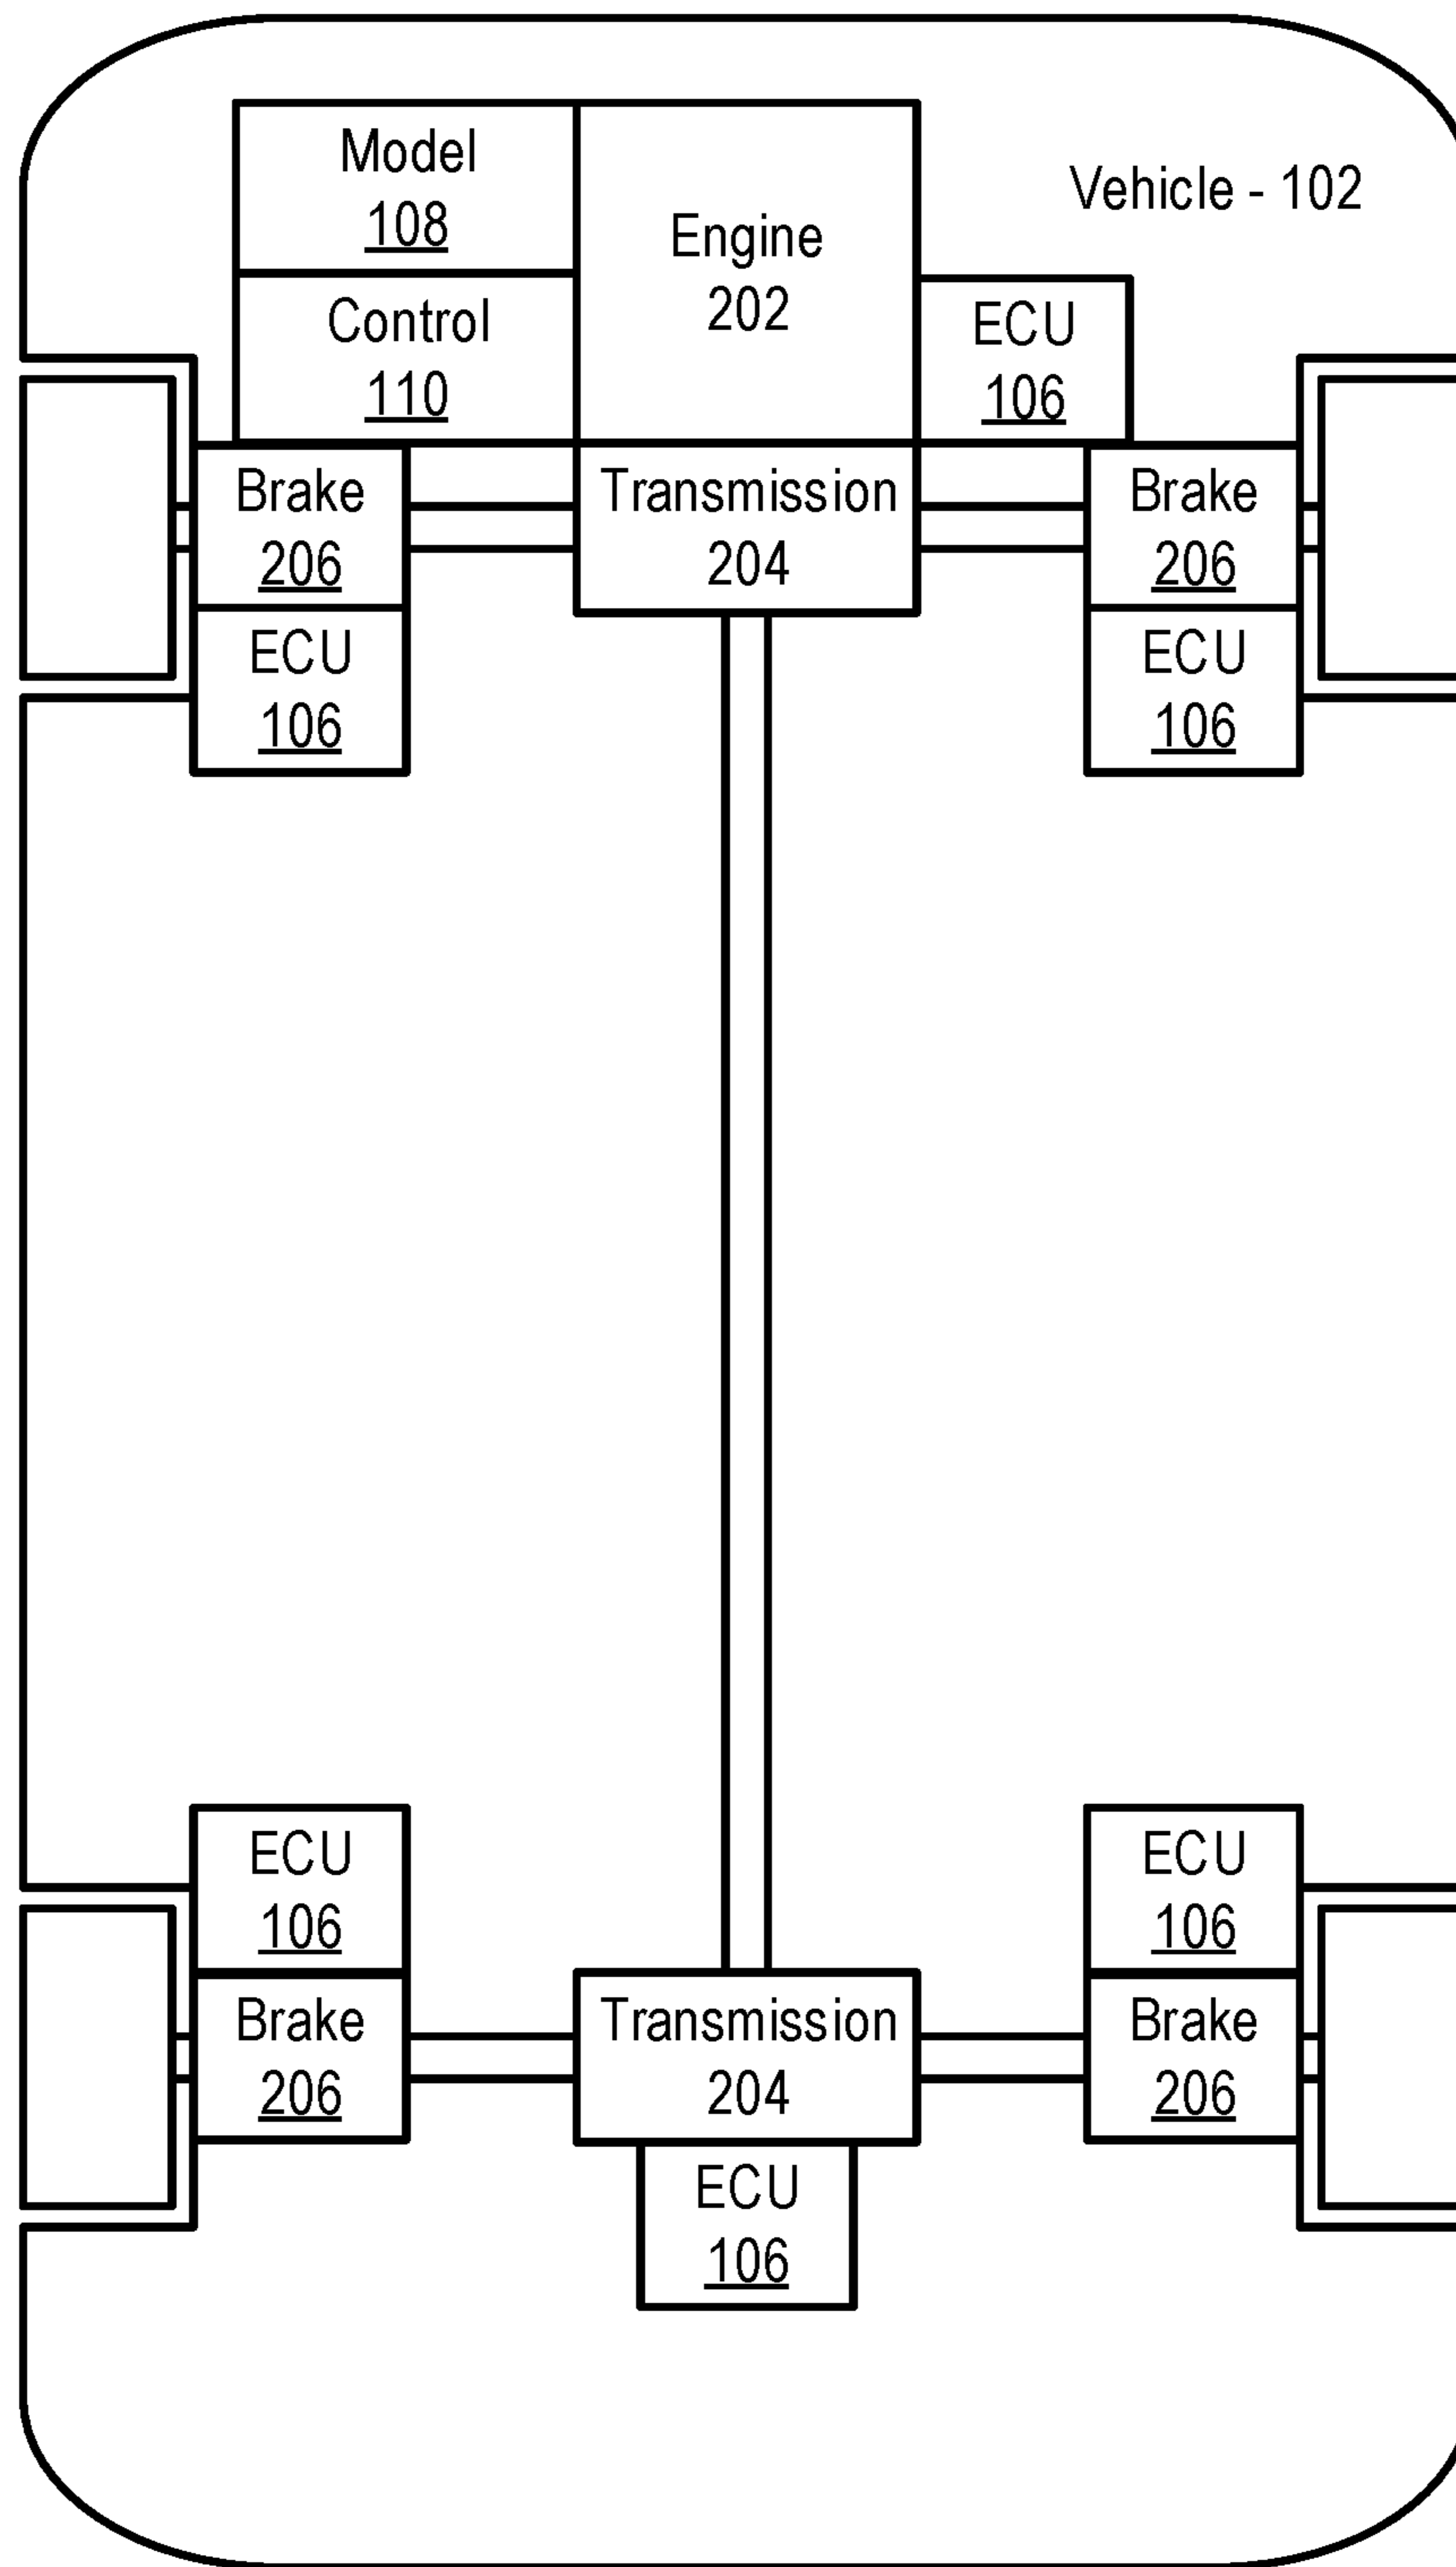 Model
108
Engine
202
Vehicle - 102
Control
110
ECU
106
Brake
206
Transmission
204
Brake
206
ECU
106
ECU
106
ECU
106
ECU
106
Brake
206
Transmission
204
Brake
206
ECU
106